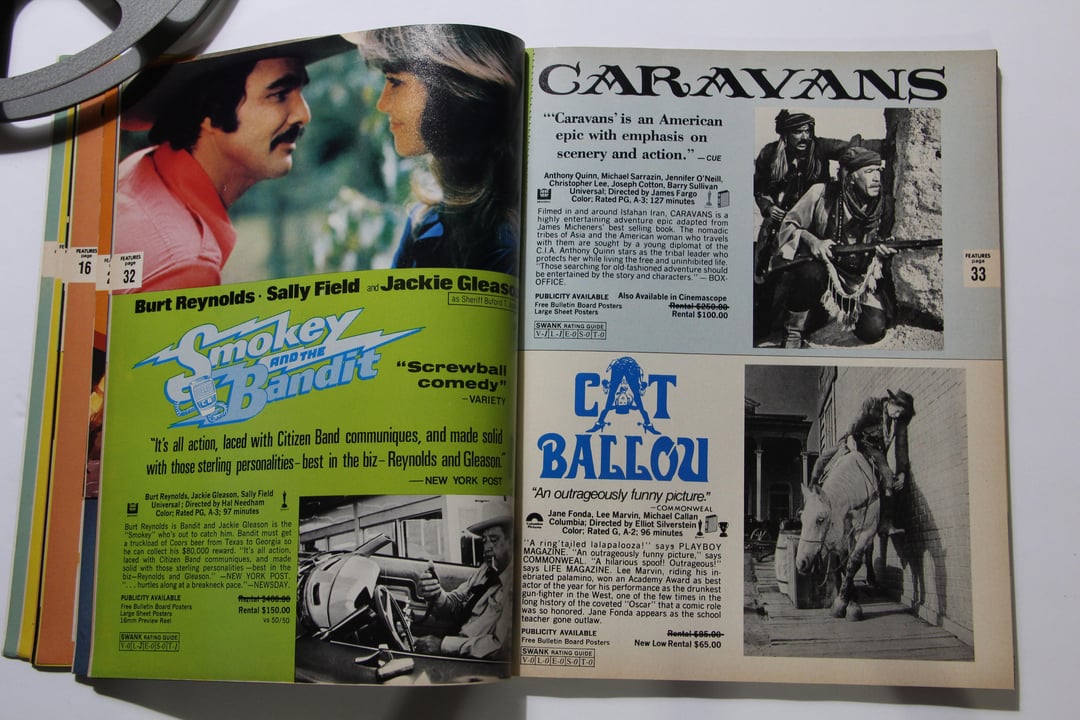 FEATURES
page
16
FEATURES
page
32
Burt Reynolds · Sally Field and Jackie Gleaso
as Sheriff Buford T.
Smokey
AND THE
Bandit
"Screwball
comedy"
–VARIETY
"It's all action, laced with Citizen Band communiques, and made solid
with those sterling personalities–best in the biz–Reynolds and Gleason."
— NEW YORK POST
Burt Reynolds, Jackie Gleason, Sally Field
Universal; Directed by Hal Needham
Color; Rated PG, A-3; 97 minutes
Burt Reynolds is Bandit and Jackie Gleason is the
"Smokey" who's out to catch him. Bandit must get
a truckload of Coors beer from Texas to Georgia so
he can collect his $80,000 reward. "It's all action,
laced with Citizen Band communiques, and made
solid with those sterling personalities —best in the
biz—Reynolds and Gleason." —NEW YORK POST.
". . . hurtles along at a breakneck pace."—NEWSDAY.
PUBLICITY AVAILABLE
Free Bulletin Board Posters
Large Sheet Posters
16mm Preview Reel
Rental $150.00
vs 50/50
SWANK RATING GUIDE
V-0 L-I E-0 S-0 T-I
CARAVANS
"'Caravans' is an American
epic with emphasis on
scenery and action." —CUE
Anthony Quinn, Michael Sarrazin, Jennifer O'Neill,
Christopher Lee, Joseph Cotton, Barry Sullivan
Universal; Directed by James Fargo
Color; Rated PG, A-3; 127 minutes
Filmed in and around Isfahan Iran, CARAVANS is a
highly entertaining adventure epic adapted from
James Micheners' best selling book. The nomadic
tribes of Asia and the American woman who travels
with them are sought by a young diplomat of the
C.I.A. Anthony Quinn stars as the tribal leader who
protects her while living the free and uninhibited life.
"Those searching for old-fashioned adventure should
be entertained by the story and characters." — BOX-
OFFICE.
PUBLICITY AVAILABLE
Free Bulletin Board Posters
Large Sheet Posters
Also Available in Cinemascope
Rental $250.00
Rental $100.00
SWANK RATING GUIDE
V-I L-I E-0 S-0 T-0
FEATURES
page
33
CAT
BALLOU
"An outrageously funny picture."
—COMMONWEAL
Jane Fonda, Lee Marvin, Michael Callan
Columbia; Directed by Elliot Silverstein
Color; Rated G, A-2; 96 minutes
"A ring'tailed lalapalooza!" says PLAYBOY
MAGAZINE. "An outrageously funny picture," says
COMMONWEAL. "A hilarious spoof! Outrageous!"
says LIFE MAGAZINE. Lee Marvin, riding his in-
ebriated palamino, won an Academy Award as best
actor of the year for his performance as the drunkest
gun-fighter in the West, one of the few times in the
long history of the coveted "Oscar" that a comic role
was so honored. Jane Fonda appears as the school
teacher gone outlaw.
PUBLICITY AVAILABLE
Free Bulletin Board Posters
Rental $85.00
New Low Rental $65.00
SWANK RATING GUIDE
V-0 L-0 E-0 S-0 T-0